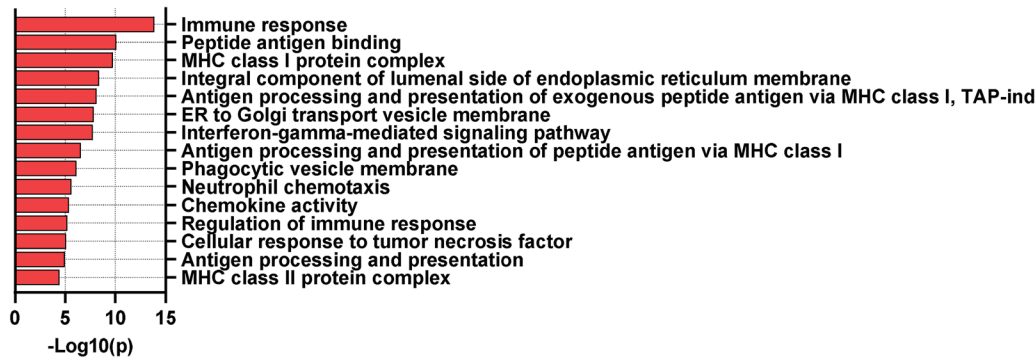 Immune response
Peptide antigen binding
MHC class I protein complex
Integral component of lumenal side of endoplasmic reticulum membrane
Antigen processing and presentation of exogenous peptide antigen via MHC class I, TAP-ind
ER to Golgi transport vesicle membrane
Interferon-gamma-mediated signaling pathway
Antigen processing and presentation of peptide antigen via MHC class I
Phagocytic vesicle membrane
Neutrophil chemotaxis
Chemokine activity
Regulation of immune response
Cellular response to tumor necrosis factor
Antigen processing and presentation
MHC class II protein complex
0 5 10 15
-Log10(p)